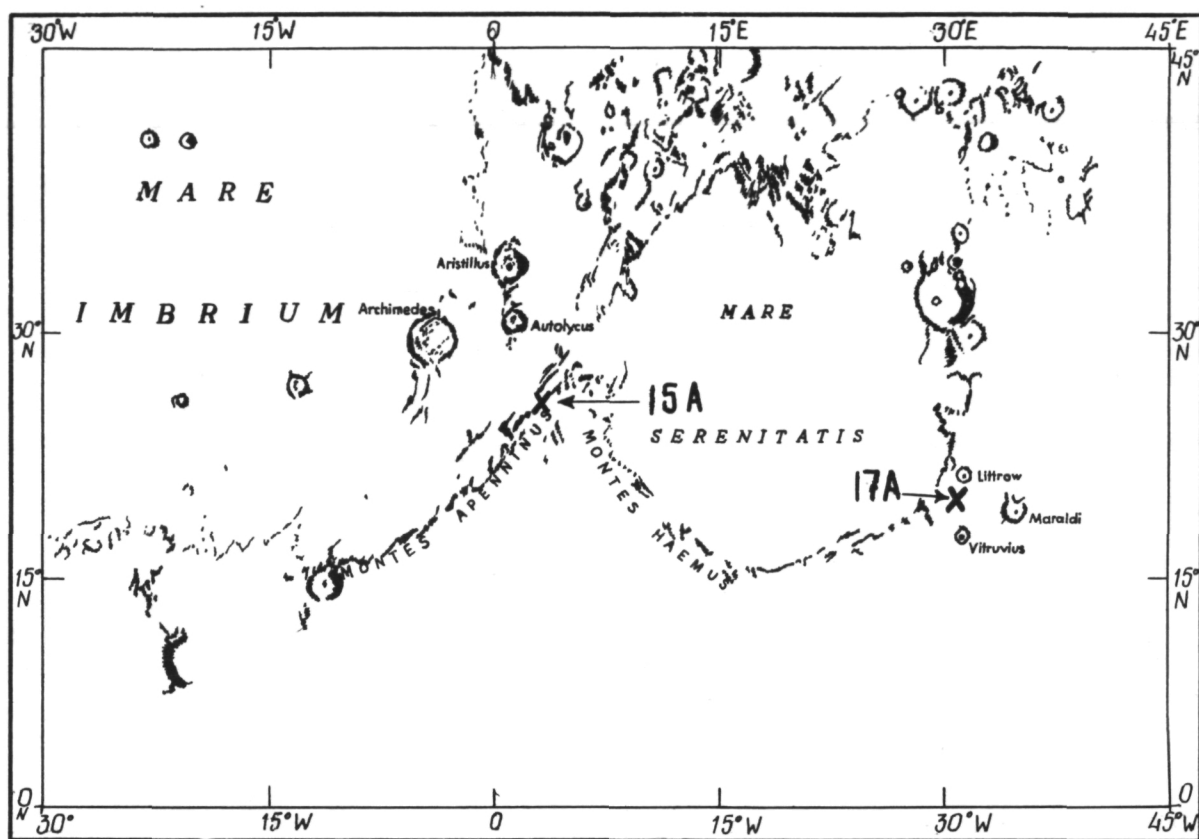 30°W 15°W 0 15°E 30°E 45°E
45° N
MARE
Aristillus
IMBRIUM
Archimedes
MARE
30° N
Autolycus
30° N
15A
SERENITATIS
MONTES APENNINUS
MONTES HAEMUS
17A
Littrow
Maraldi
Vitruvius
15° N
15° N
0 N
0
30° 15°W 0 15°W 30°W 45°W